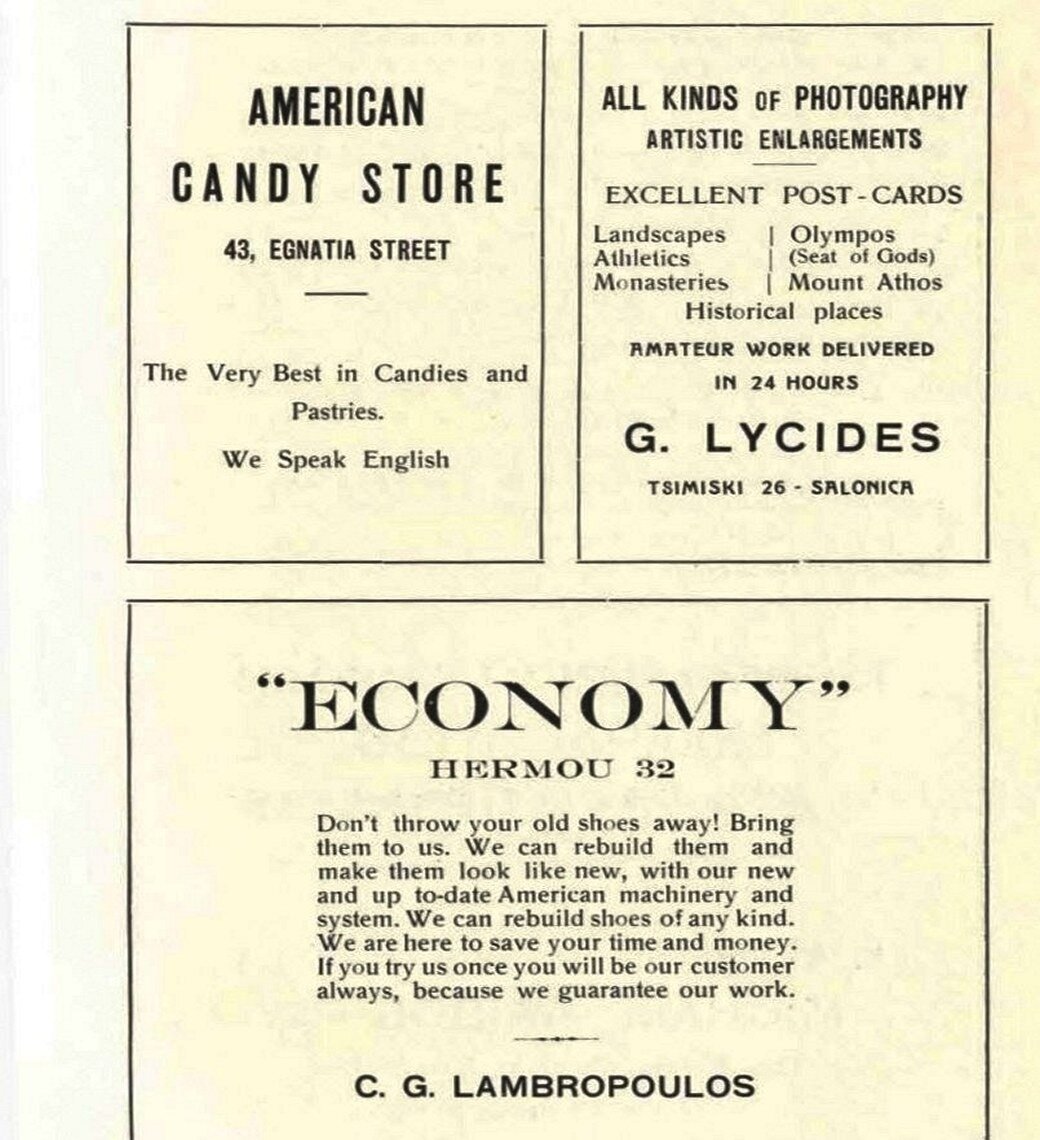 AMERICAN
CANDY STORE
43, EGNATIA STREET
The Very Best in Candies and
Pastries.
We Speak English
ALL KINDS OF PHOTOGRAPHY
ARTISTIC ENLARGEMENTS
EXCELLENT POST-CARDS
Landscapes | Olympos
Athletics | (Seat of Gods)
Monasteries | Mount Athos
Historical places
AMATEUR WORK DELIVERED
IN 24 HOURS
G. LYCIDES
TSIMISKI 26 - SALONICA
“ECONOMY”
HERMOU 32
Don't throw your old shoes away! Bring
them to us. We can rebuild them and
make them look like new, with our new
and up to-date American machinery and
system. We can rebuild shoes of any kind.
We are here to save your time and money.
If you try us once you will be our customer
always, because we guarantee our work.
C. G. LAMBROPOULOS